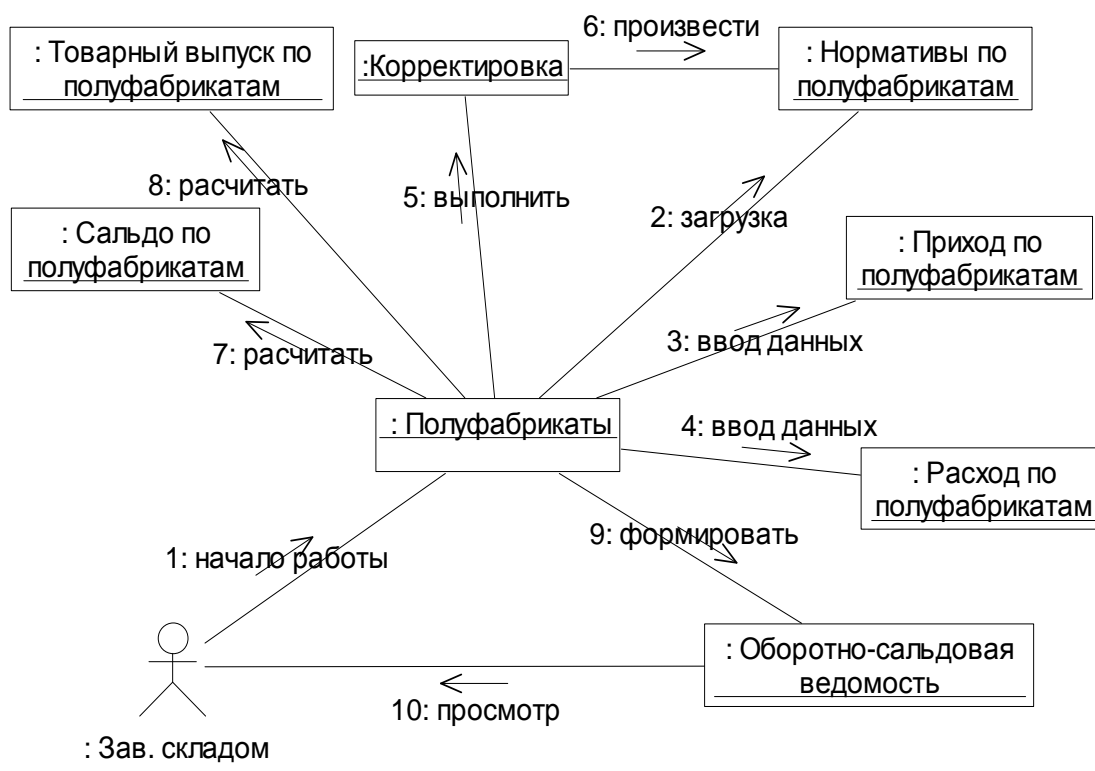 6: произвести
: Товарный выпуск по
полуфабрикатам
:Корректировка
: Нормативы по
полуфабрикатам
8: расчитать
5: выполнить
2: загрузка
: Сальдо по
полуфабрикатам
: Приход по
полуфабрикатам
7: расчитать
3: ввод данных
: Полуфабрикаты
4: ввод данных
: Расход по
полуфабрикатам
9: формировать
1: начало работы
: Оборотно-сальдовая
ведомость
10: просмотр
: Зав. складом